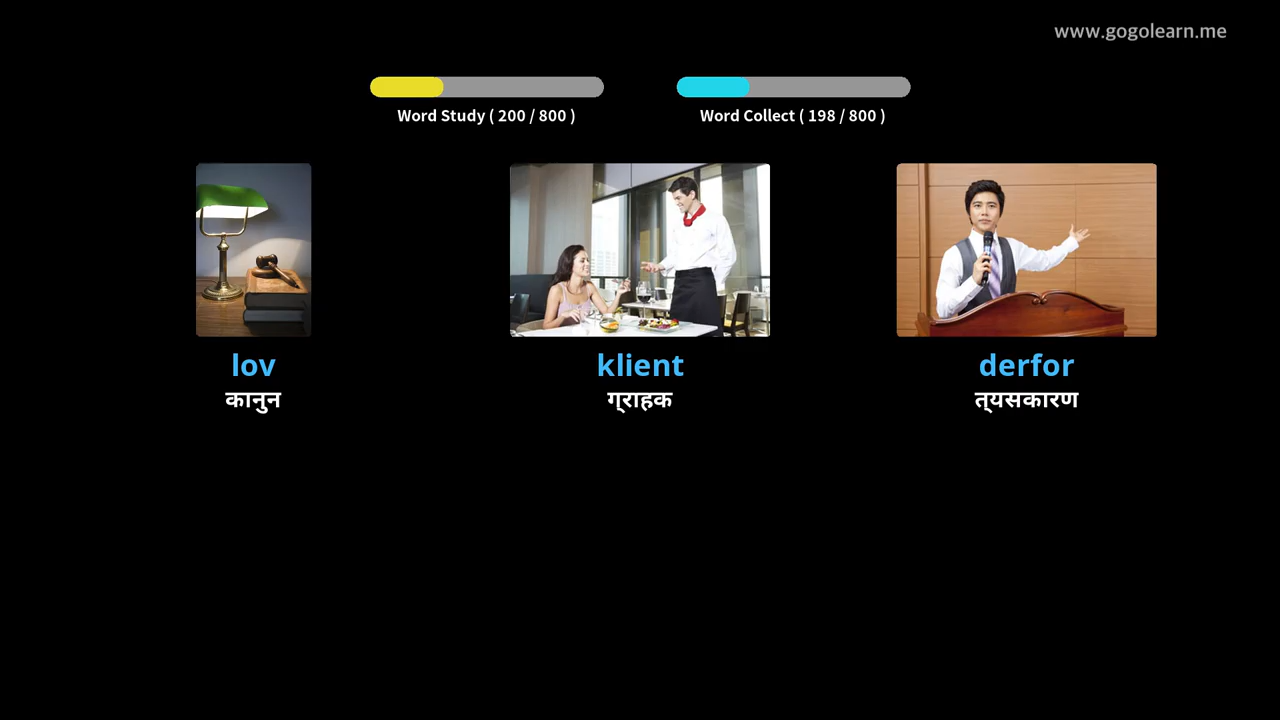 www.gogolearn.me
Word Study ( 200 / 800 )
Word Collect ( 198 / 800 )
lov
klient
derfor
कानुन
ग्राहक
त्यसकारण